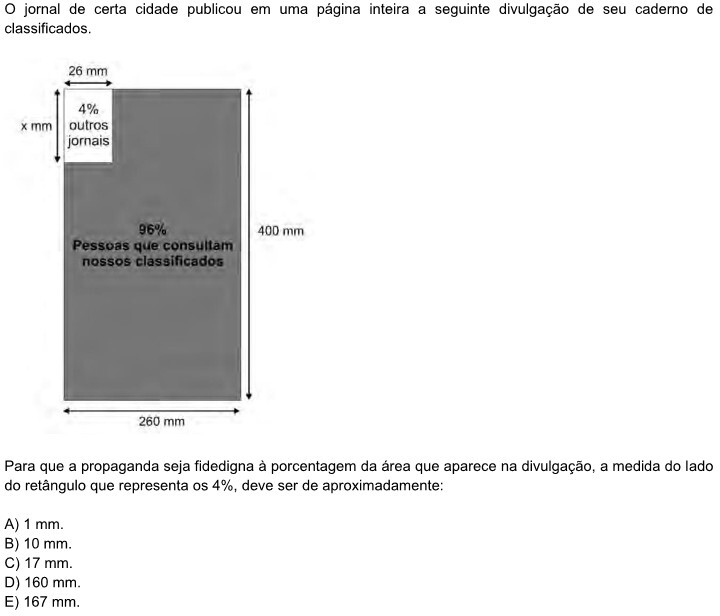 O jornal de certa cidade publicou em uma página inteira a seguinte divulgação de seu caderno de
classificados.
26 mm
4%
x mm
outros
jornais
96%
400 mm
Pessoas que consultam
nossos classificados
260 mm
Para que a propaganda seja fidedigna à porcentagem da área que aparece na divulgação, a medida do lado
do retângulo que representa os 4%, deve ser de aproximadamente:
A) 1 mm.
B) 10 mm.
C) 17 mm.
D) 160 mm.
E) 167 mm.